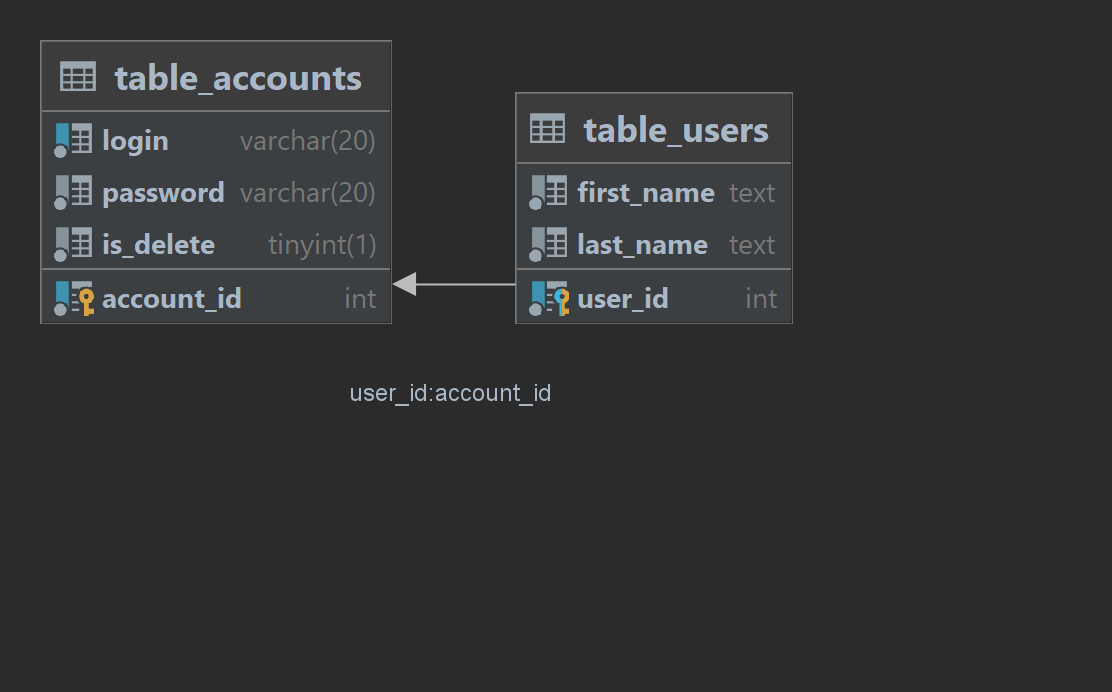 table_accounts
login varchar(20)
password varchar(20)
is_delete tinyint(1)
account_id int
table_users
first_name text
last_name text
user_id int
user_id:account_id